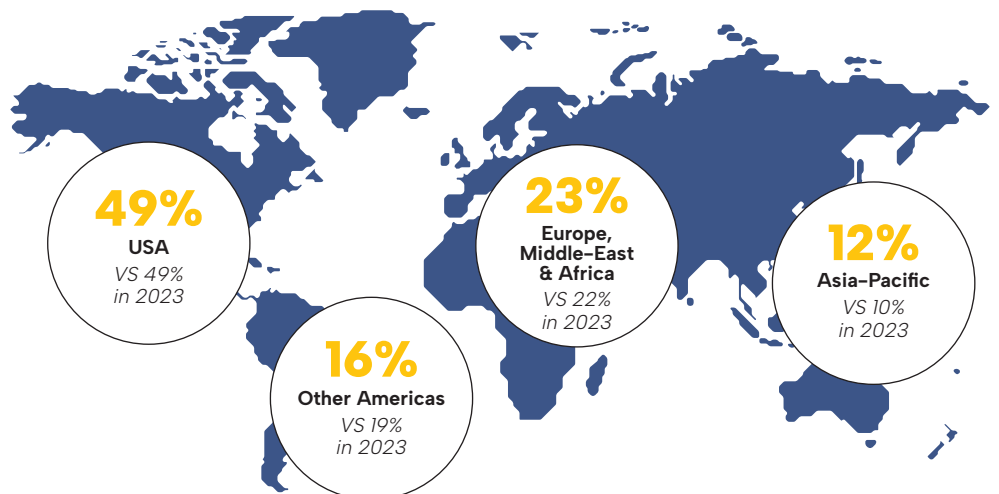 49%
USA
VS 49%
in 2023
16%
Other Americas
VS 19%
in 2023
23%
Europe,
Middle-East
& Africa
VS 22%
in 2023
12%
Asia-Pacific
VS 10%
in 2023